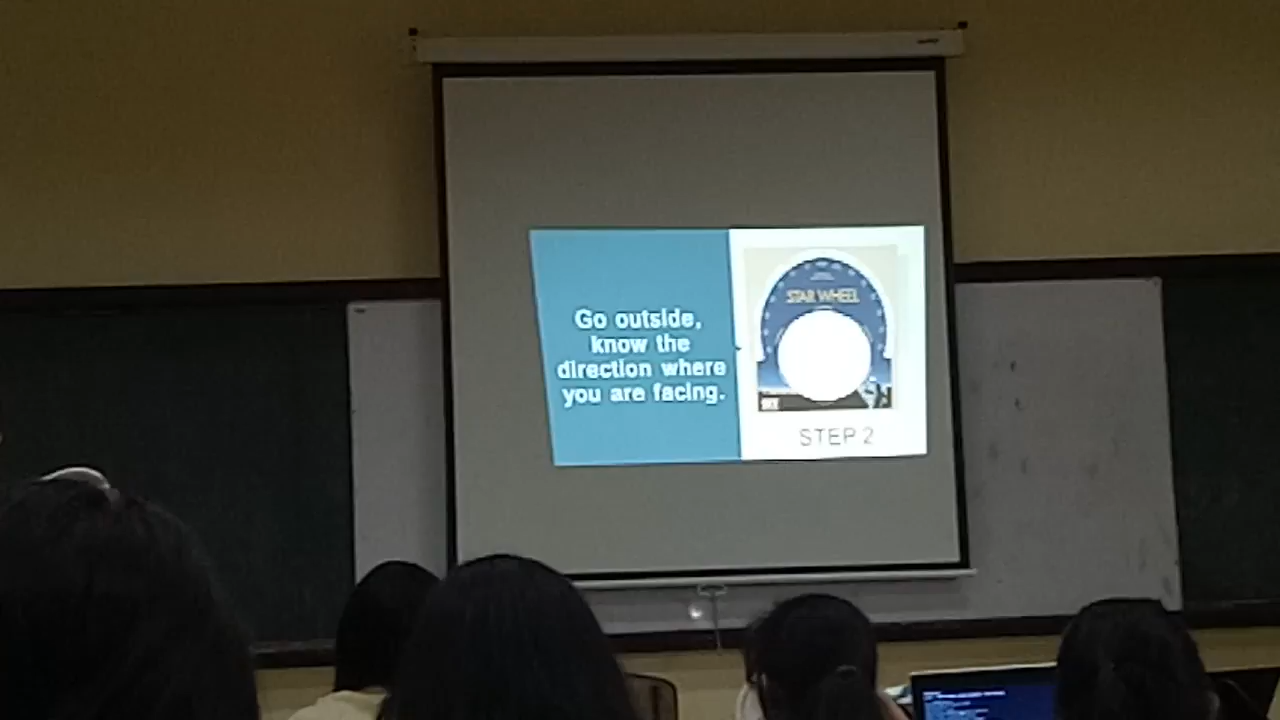 Go outside,
know the
direction where
you are facing.
STAR WHEEL
STEP 2